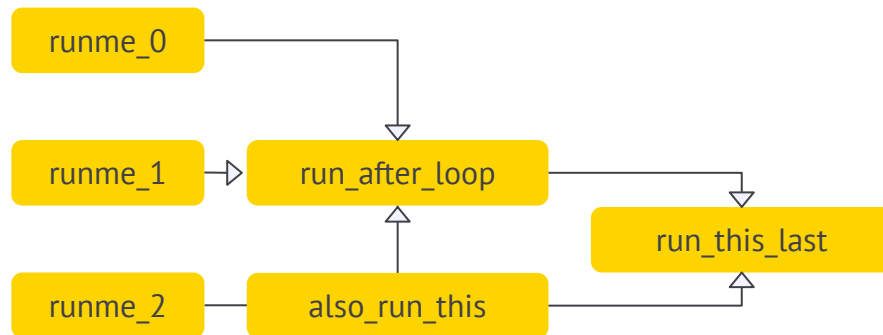 runme_0
runme_1
run_after_loop
run_this_last
runme_2
also_run_this